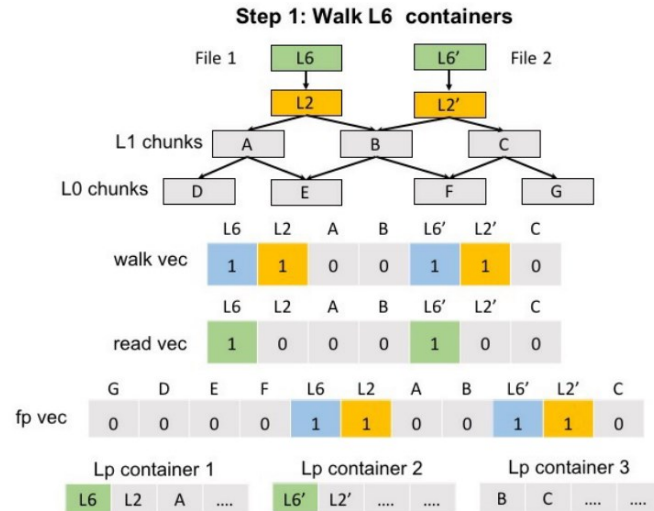 Step 1: Walk L6 containers
File 1 L6 L6’ File 2
L2 L2’
L1 chunks A B C
L0 chunks D E F G
L6 L2 A B L6’ L2’ C
walk vec 1 1 0 0 1 1 0
L6 L2 A B L6’ L2’ C
read vec 1 0 0 0 1 0 0
G D E F L6 L2 A B L6’ L2’ C
fp vec 0 0 0 0 1 1 0 0 1 1 0
Lp container 1 Lp container 2 Lp container 3
L6 L2 A .... L6’ L2’ .... .... B C .... ....